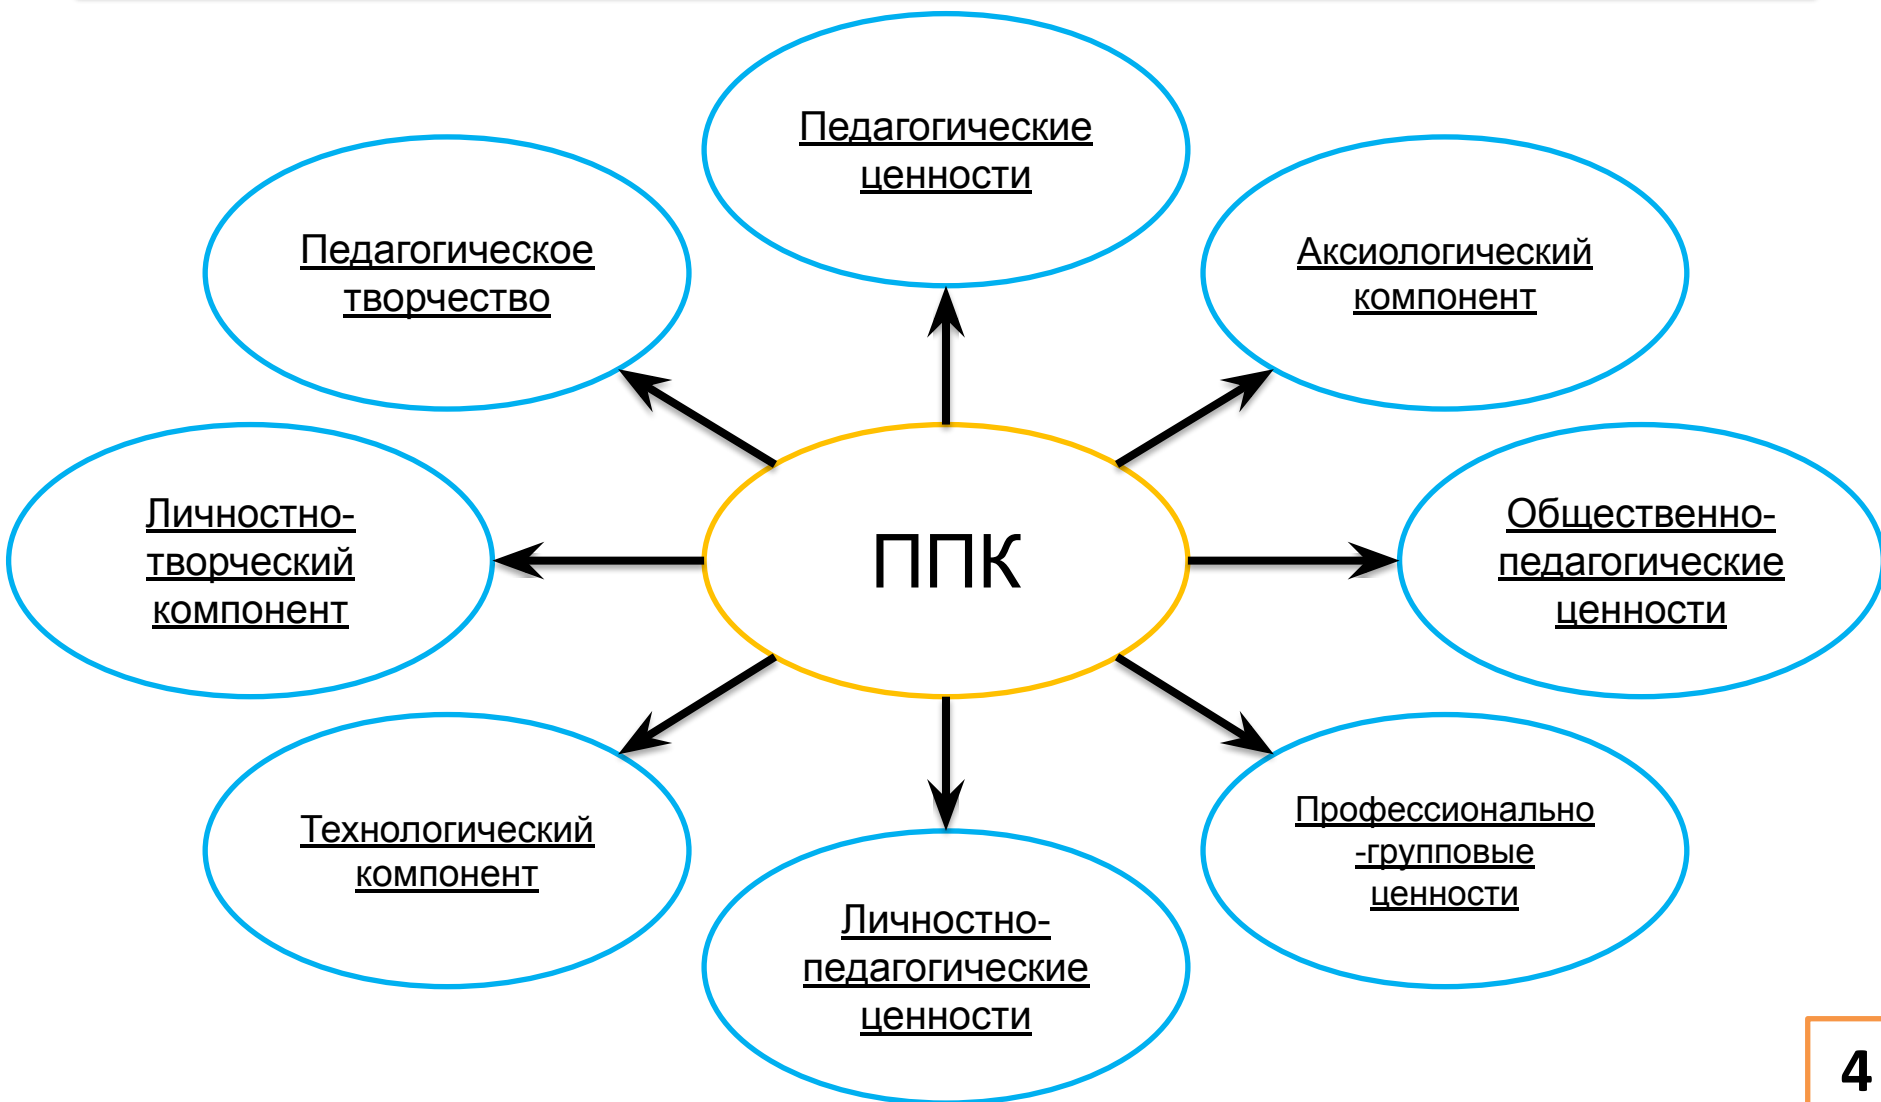 Педагогические
ценности
Педагогическое
творчество
Аксиологический
компонент
Личностно-
творческий
компонент
ППК
Общественно-
педагогические
ценности
Технологический
компонент
Личностно-
педагогические
ценности
Профессионально
-групповые
ценности
4